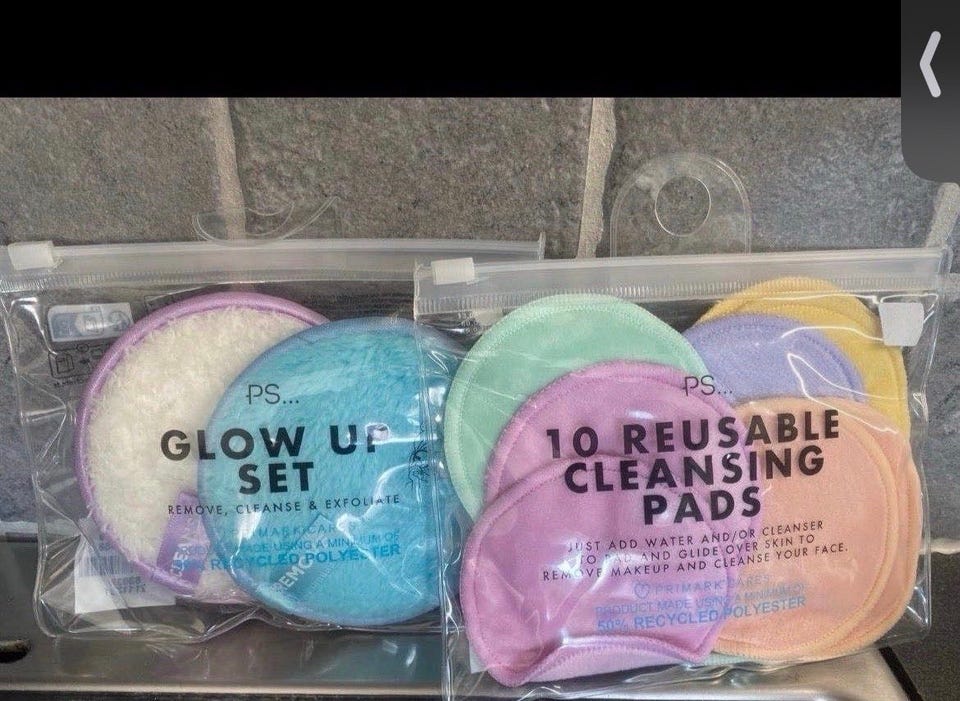 PS...
GLOW UP
SET
REMOVE, CLEANSE & EXFOLIATE
RECYCLED POLYESTER
PS...
10 REUSABLE
CLEANSING
PADS
JUST ADD WATER AND/OR CLEANSER
TO PAD AND GLIDE OVER SKIN TO
REMOVE MAKEUP AND CLEANSE YOUR FACE.
PRIMARK CARES
PRODUCT MADE USING A MINIMUM OF
50% RECYCLED POLYESTER